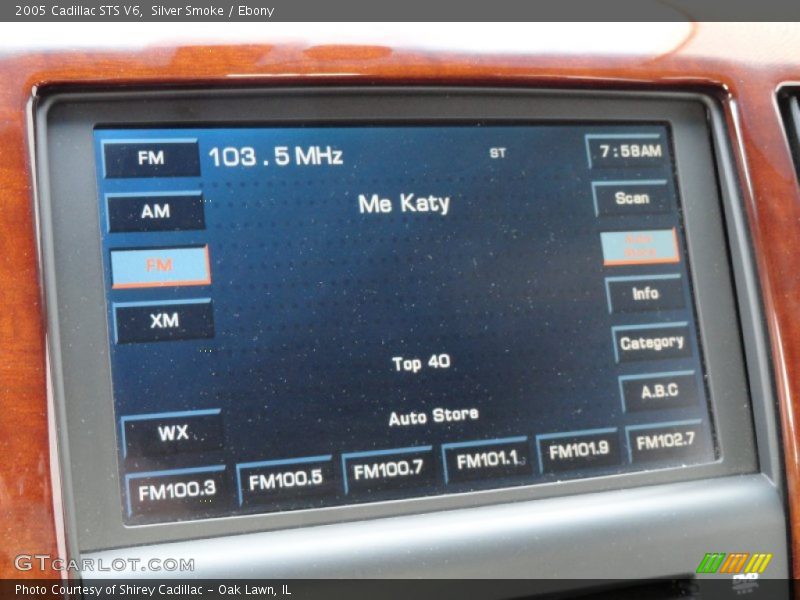 2005 Cadillac STS V6,  Silver Smoke / Ebony
FM 103.5 MHz ST 7:58AM
Me Katy Scan
AM
FM Auto Store
XM Info
Category
Top 40
A.B.C
Auto Store
WX
FM100.3 FM100.5 FM100.7 FM101.1 FM101.9 FM102.7
GTCARLOT.COM
Photo Courtesy of Shirey Cadillac - Oak Lawn, IL